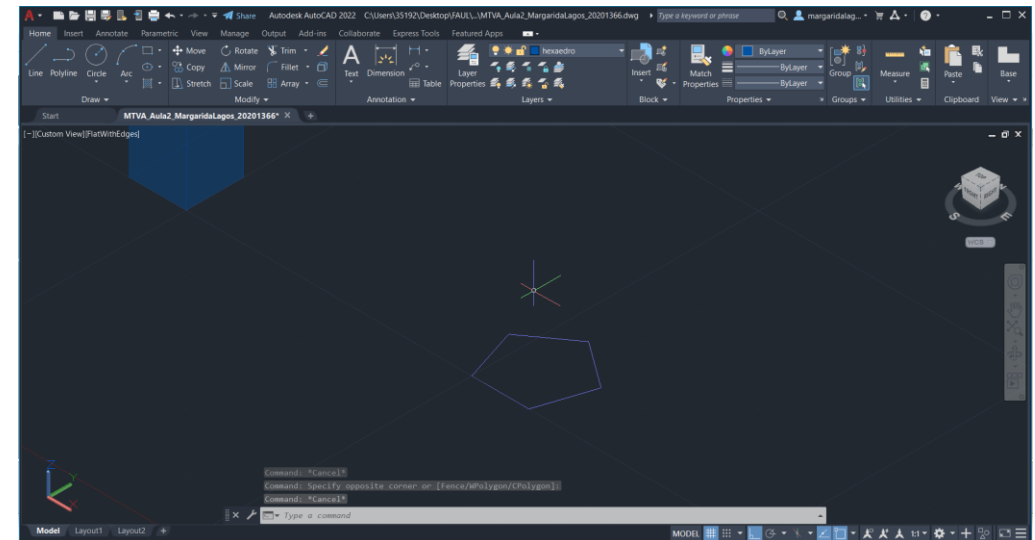 Share Autodesk AutoCAD 2022 C:\Users\35192\Desktop\FAUL\...\MTVA_Aula2_MargaridaLagos_20201366.dwg Type a keyword or phrase margaridalag...
Home Insert Annotate Parametric View Manage Output Add-ins Collaborate Express Tools Featured Apps
Line Polyline Circle Arc
Move Rotate Trim
Copy Mirror Fillet
Stretch Scale Array
Text Dimension
Table
Layer Properties
hexaedro
Insert
Match Properties
ByLayer
ByLayer
ByLayer
Group
Measure
Paste
Base
Draw Modify Annotation Layers Block Properties Groups Utilities Clipboard View
Start MTVA_Aula2_MargaridaLagos_20201366* +
[-][Custom View][FlatWithEdges]
TOP
FRONT RIGHT
S E
WCS
Z
Y
X
Command: *Cancel*
Command: Specify opposite corner or [Fence/WPolygon/CPolygon]:
Command: *Cancel*
Type a command
Model Layout1 Layout2 + MODEL 1:1